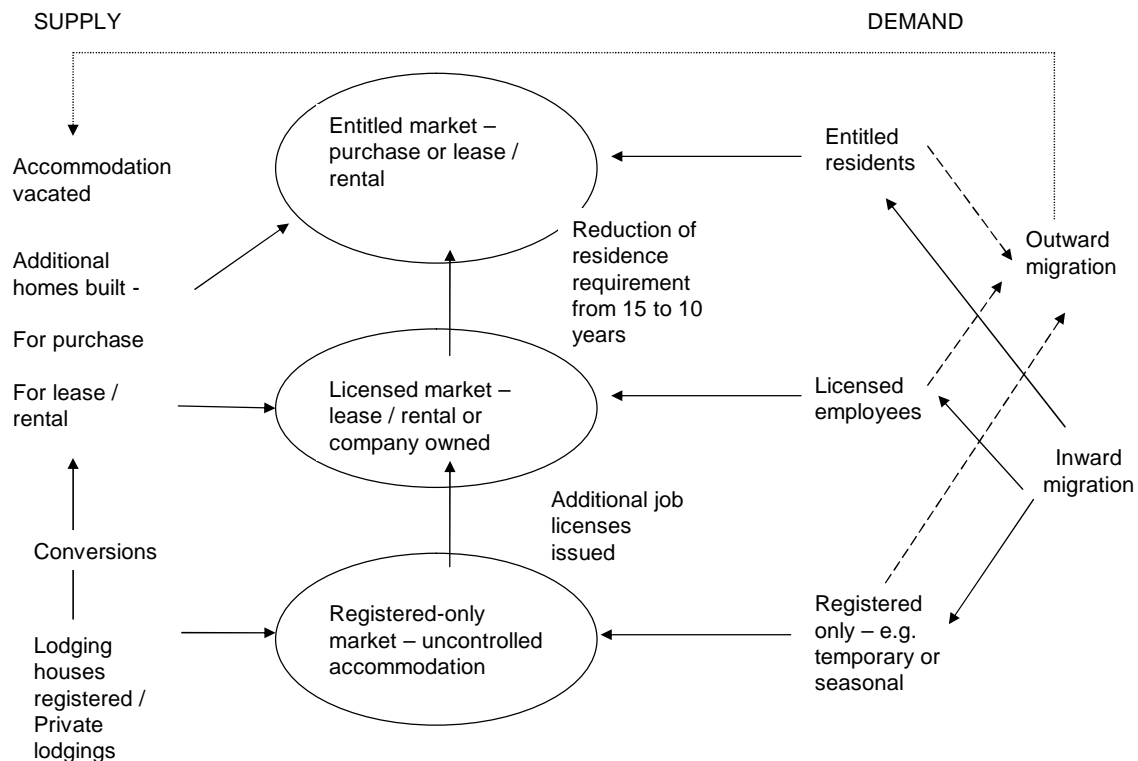 SUPPLY
DEMAND
Accommodation
vacated
Additional
homes built -
For purchase
For lease /
rental
Conversions
Lodging
houses
registered /
Private
lodgings
Entitled market –
purchase or lease /
rental
Reduction of
residence
requirement
from 15 to 10
years
Licensed market –
lease / rental or
company owned
Additional job
licenses
issued
Registered-only
market – uncontrolled
accommodation
Entitled
residents
Outward
migration
Licensed
employees
Inward
migration
Registered
only – e.g.
temporary or
seasonal